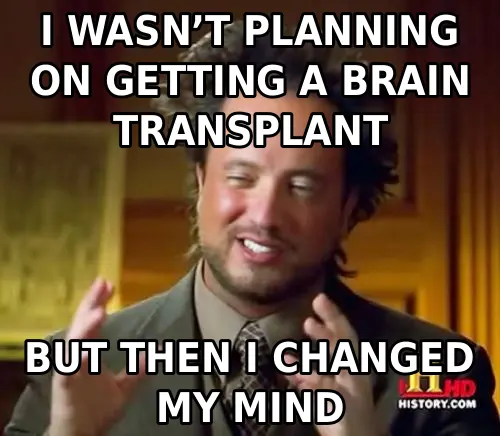 I WASN’T PLANNING
ON GETTING A BRAIN
TRANSPLANT
BUT THEN I CHANGED
MY MIND
HD
HISTORY.COM